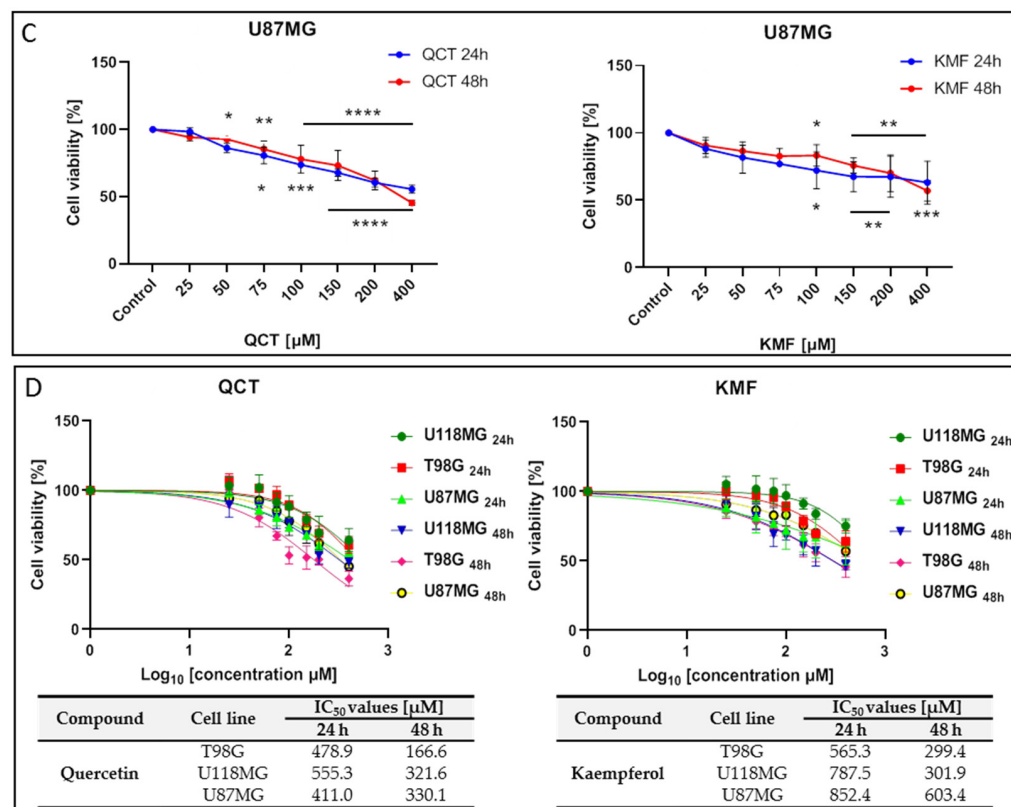 C
U87MG
QCT 24h
QCT 48h
Cell viability [%]
150
100
50
0
*
**
****
*
***
****
Control
25
50
75
100
150
200
400
QCT [µM]
U87MG
KMF 24h
KMF 48h
Cell viability [%]
150
100
50
0
*
**
*
**
***
Control
25
50
75
100
150
200
400
KMF [µM]
D
QCT
Cell viability [%]
150
100
50
0
0
1
2
3
Log10 [concentration µM]
U118MG 24h
T98G 24h
U87MG 24h
U118MG 48h
T98G 48h
U87MG 48h
KMF
Cell viability [%]
150
100
50
0
0
1
2
3
Log10 [concentration µM]
U118MG 24h
T98G 24h
U87MG 24h
U118MG 48h
T98G 48h
U87MG 48h
Compound Cell line IC50 values [µM]
24 h 48 h
T98G 478.9 166.6
Quercetin U118MG 555.3 321.6
U87MG 411.0 330.1
Compound Cell line IC50 values [µM]
24 h 48 h
T98G 565.3 299.4
Kaempferol U118MG 787.5 301.9
U87MG 852.4 603.4